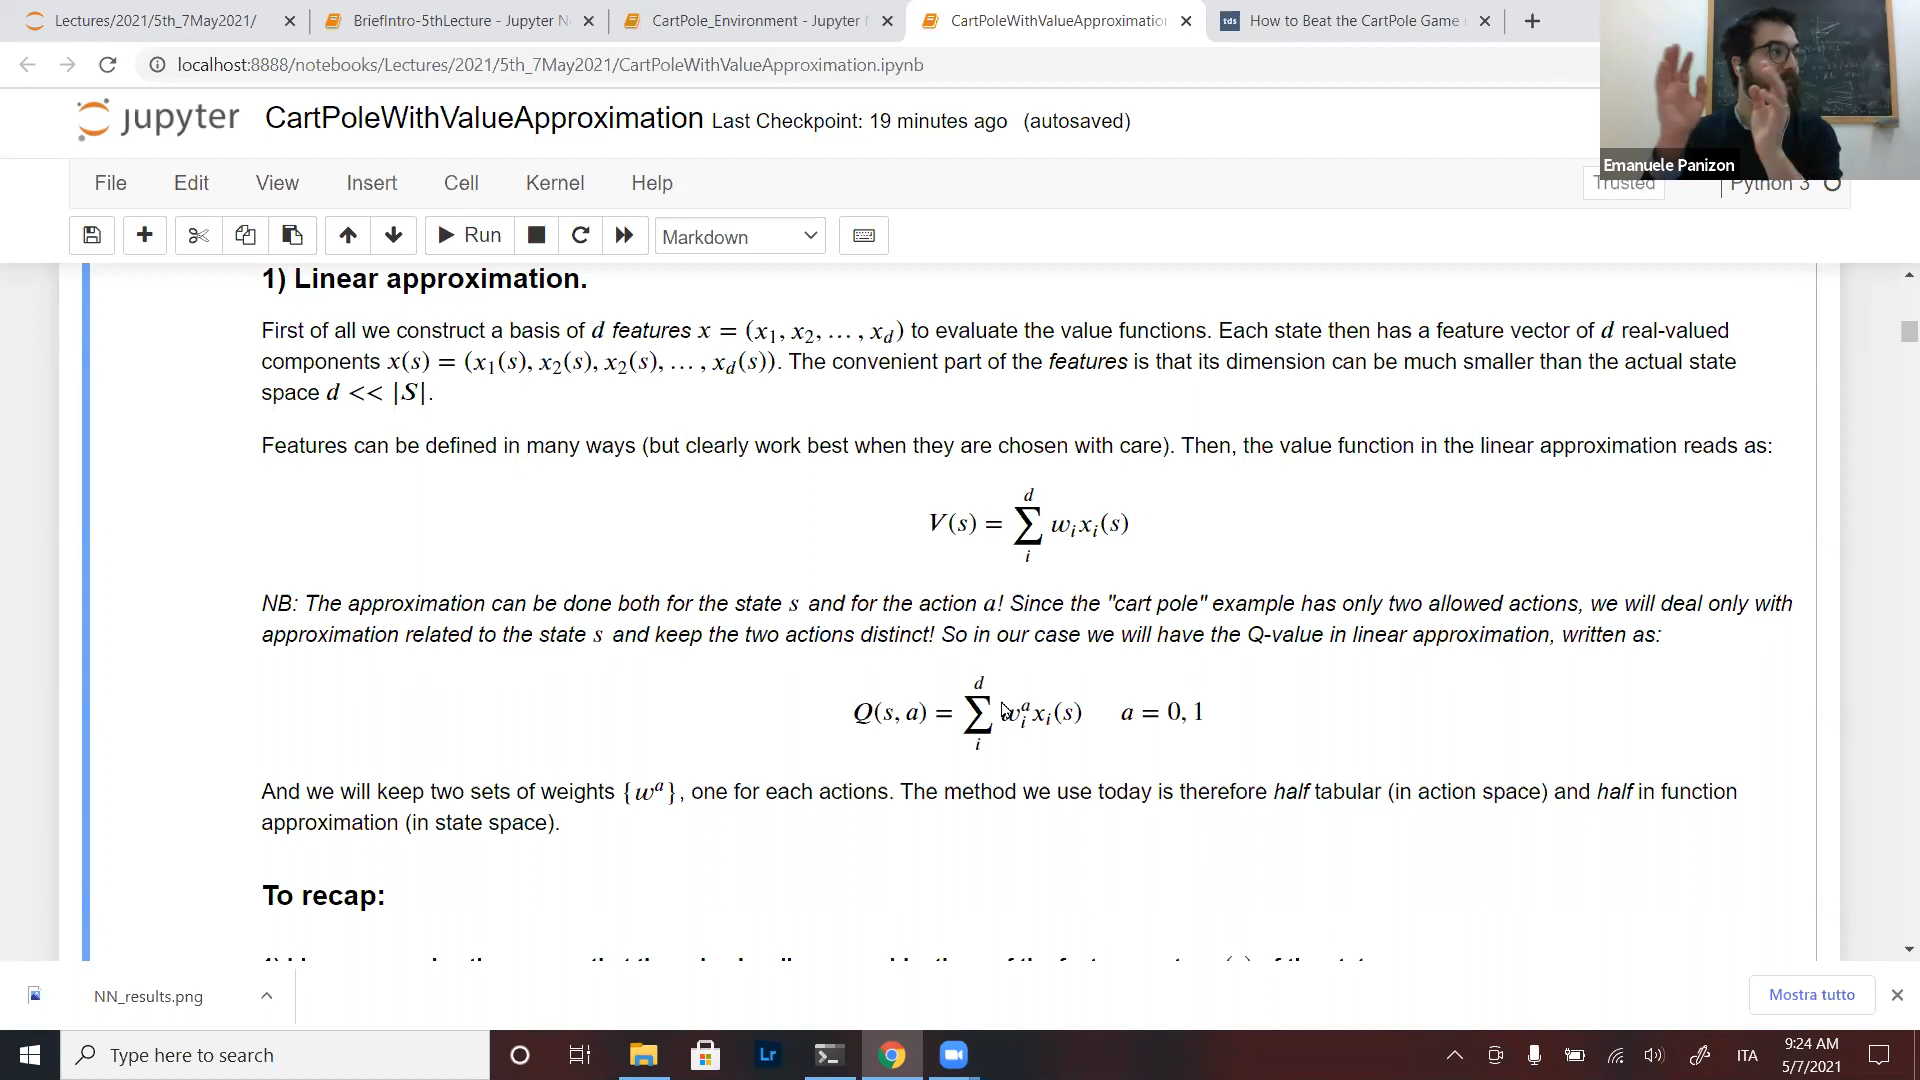 Lectures/2021/5th_7May2021/
BriefIntro-5thLecture - Jupyter N
CartPole_Environment - Jupyter
CartPoleWithValueApproximatio
tds How to Beat the CartPole Game
localhost:8888/notebooks/Lectures/2021/5th_7May2021/CartPoleWithValueApproximation.ipynb
jupyter CartPoleWithValueApproximation Last Checkpoint: 19 minutes ago (autosaved)
Emanuele Panizon
File Edit View Insert Cell Kernel Help Trusted Python 3
Run Markdown
1) Linear approximation.
First of all we construct a basis of d features x = (x₁, x₂, … , x_d) to evaluate the value functions. Each state then has a feature vector of d real-valued
components x(s) = (x₁(s), x₂(s), x₂(s), … , x_d(s)). The convenient part of the features is that its dimension can be much smaller than the actual state
space d << |S|.
Features can be defined in many ways (but clearly work best when they are chosen with care). Then, the value function in the linear approximation reads as:
V(s) = ∑_i^d w_i x_i(s)
NB: The approximation can be done both for the state s and for the action a! Since the "cart pole" example has only two allowed actions, we will deal only with
approximation related to the state s and keep the two actions distinct! So in our case we will have the Q-value in linear approximation, written as:
Q(s, a) = ∑_i^d w_i^a x_i(s) a = 0, 1
And we will keep two sets of weights {w^a}, one for each actions. The method we use today is therefore half tabular (in action space) and half in function
approximation (in state space).
To recap:
NN_results.png
Mostra tutto
Type here to search
Lr
ITA
9:24 AM
5/7/2021